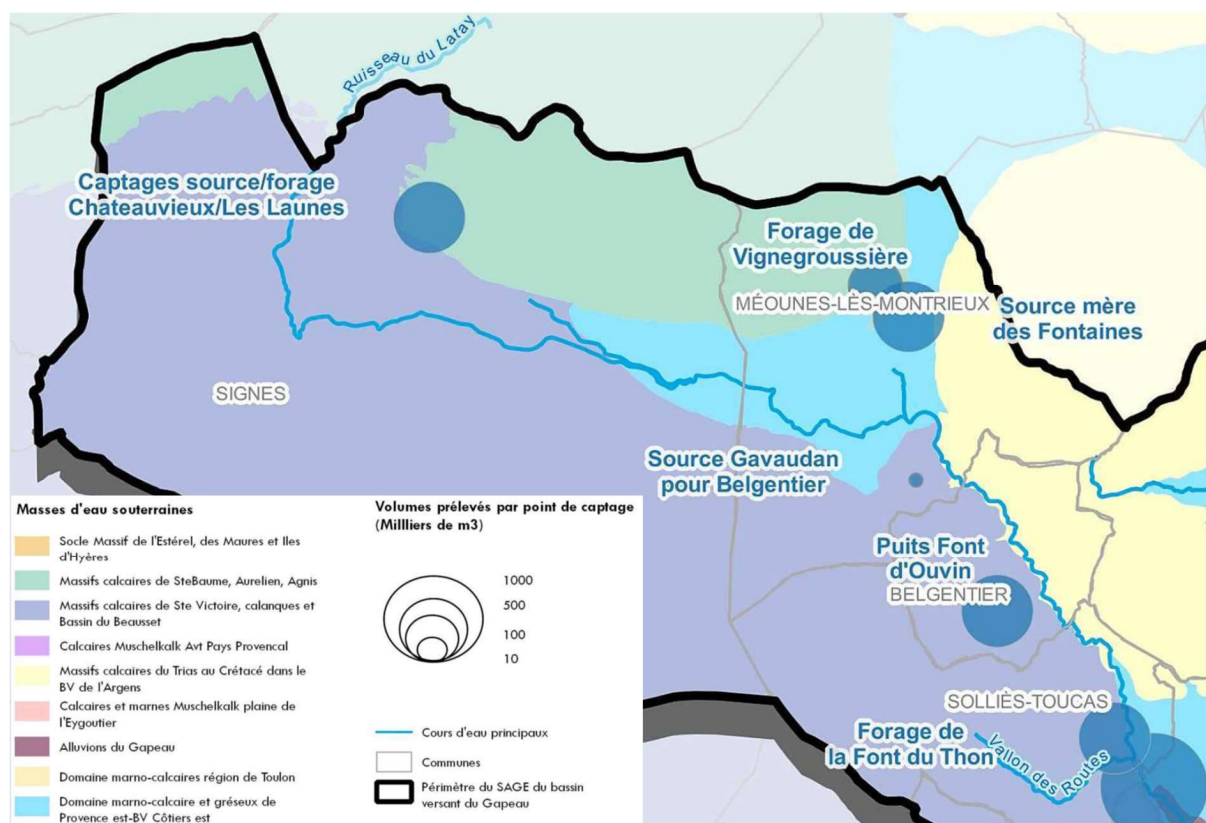 Ruisseau du Latay
Captages source/forage
Chateauvieux/Les Launes
Forage de
Vignegroussière
MÉOUNES-LÈS-MONTRIEUX
Source mère
des Fontaines
SIGNES
Source Gavaudan
pour Belgentier
Puits Font
d'Ouvin
BELGENTIER
SOLLIÈS-TOUCAS
Forage de
la Font du Thon
Vallon des Routes
Masses d'eau souterraines
Socle Massif de l'Estérel, des Maures et Iles
d'Hyères
Massifs calcaires de SteBaume, Aurelien, Agnis
Massifs calcaires de Ste Victoire, calanques et
Bassin du Beausset
Calcaires Muschelkalk Avt Pays Provencal
Massifs calcaires du Trias au Crétacé dans le
BV de l'Argens
Calcaires et marnes Muschelkalk plaine de
l'Eygoutier
Alluvions du Gapeau
Domaine marno-calcaires région de Toulon
Domaine marno-calcaire et gréseux de
Provence est-BV Côtiers est
Volumes prélevés par point de captage
(Millliers de m3)
1000
500
100
10
Cours d'eau principaux
Communes
Périmètre du SAGE du bassin
versant du Gapeau